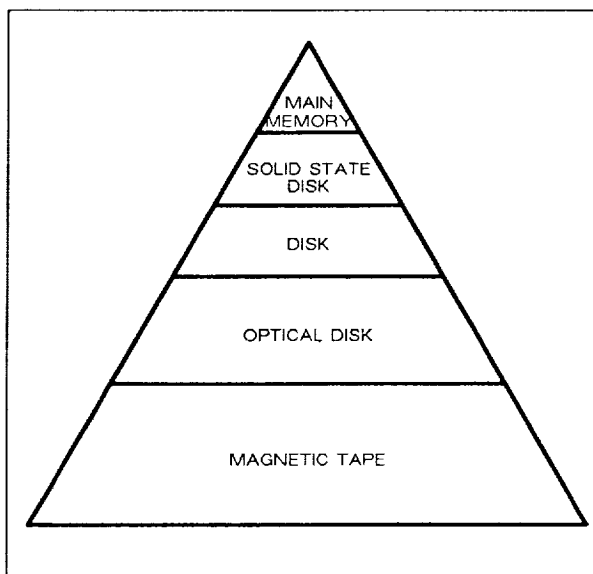 MAIN
MEMORY
SOLID STATE
DISK
DISK
OPTICAL DISK
MAGNETIC TAPE